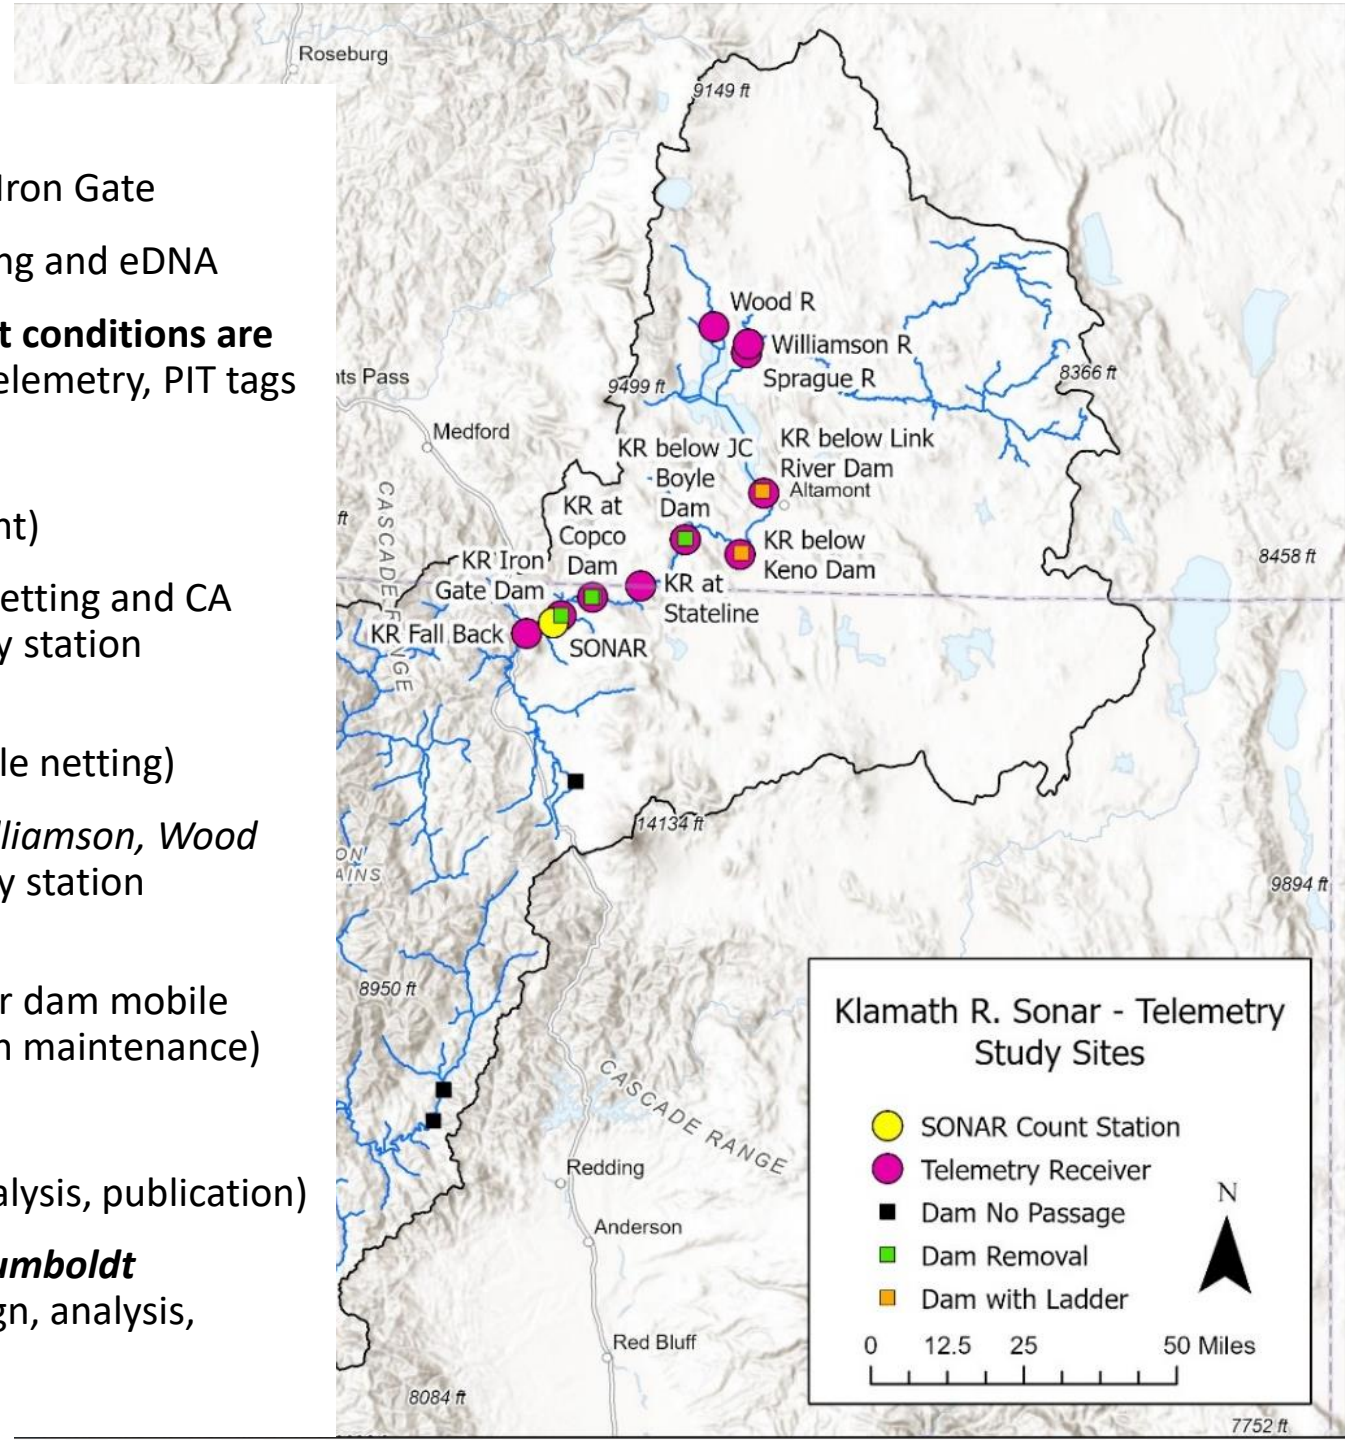 Roseburg
9149 ft
Iron Gate
ng and eDNA
t conditions are
elemetry, PIT tags
nt)
etting and CA
y station
le netting)
lliamson, Wood
y station
r dam mobile
n maintenance)
alysis, publication)
umboldt
gn, analysis,
Wood R
Williamson R
Sprague R
9499 ft
8366 ft
nts Pass
Medford
KR below JC
Boyle
Dam
KR below Link
River Dam
Altamont
KR at
Copco
Dam
ft
CASCADE RANGE
KR Iron
Gate Dam
KR below
Keno Dam
8458 ft
KR at
Stateline
KR Fall Back
SONAR
14134 ft
ON
AINS
9894 ft
8950 ft
CASCADE RANGE
Redding
Anderson
Red Bluff
8084 ft
Klamath R. Sonar - Telemetry
Study Sites
SONAR Count Station
Telemetry Receiver
Dam No Passage
Dam Removal
Dam with Ladder
N
0 12.5 25 50 Miles
7752 ft